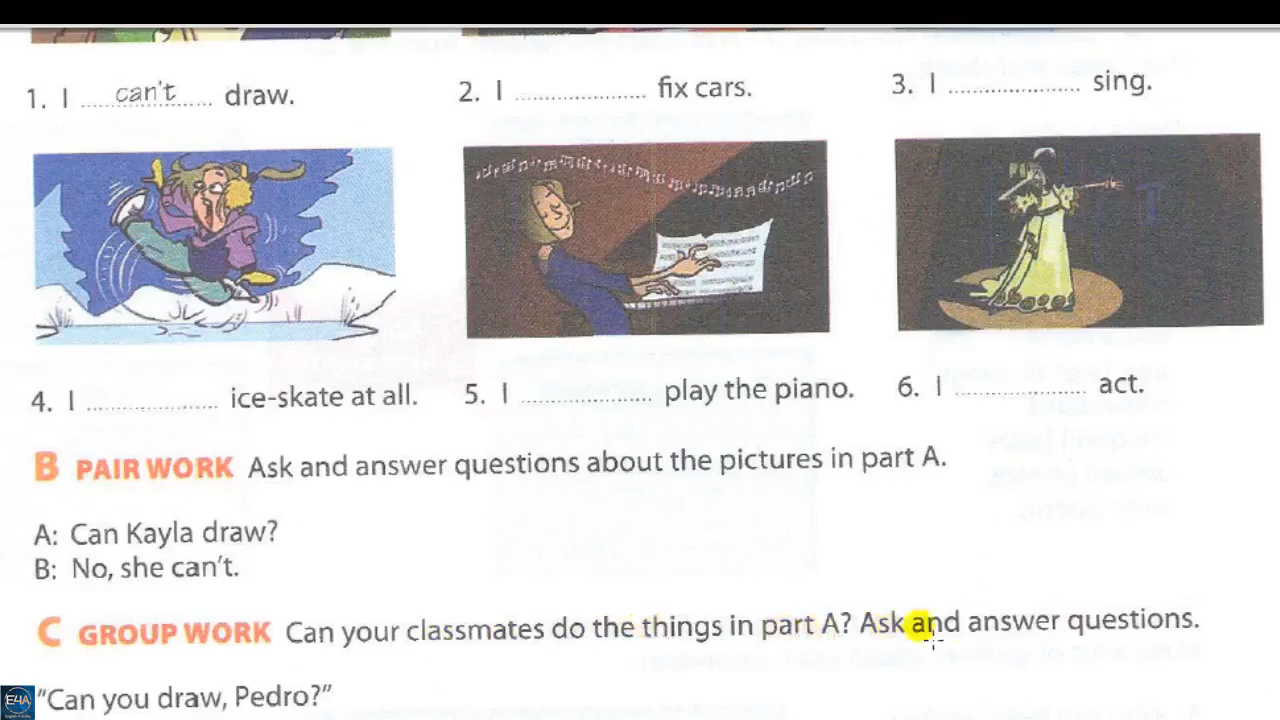 1. I can't draw.
2. I .................... fix cars.
3. I .................... sing.
4. I .................... ice-skate at all.
5. I .................... play the piano.
6. I .................... act.
B PAIR WORK Ask and answer questions about the pictures in part A.
A: Can Kayla draw?
B: No, she can't.
C GROUP WORK Can your classmates do the things in part A? Ask and answer questions.
"Can you draw, Pedro?"
E4A